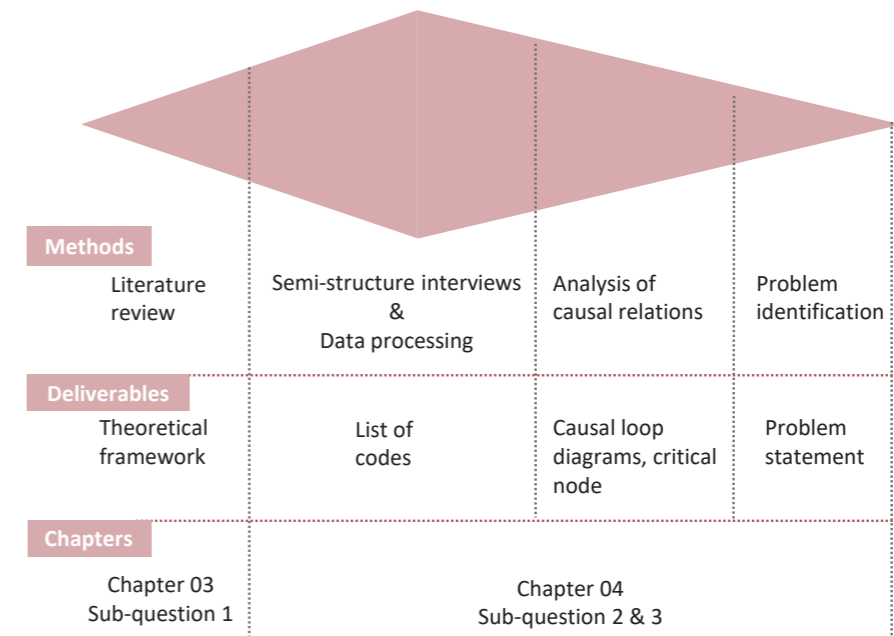 Methods
Literature
review
Semi-structure interviews
&
Data processing
Analysis of
causal relations
Problem
identification
Deliverables
Theoretical
framework
List of
codes
Causal loop
diagrams, critical
node
Problem
statement
Chapters
Chapter 03
Sub-question 1
Chapter 04
Sub-question 2 & 3